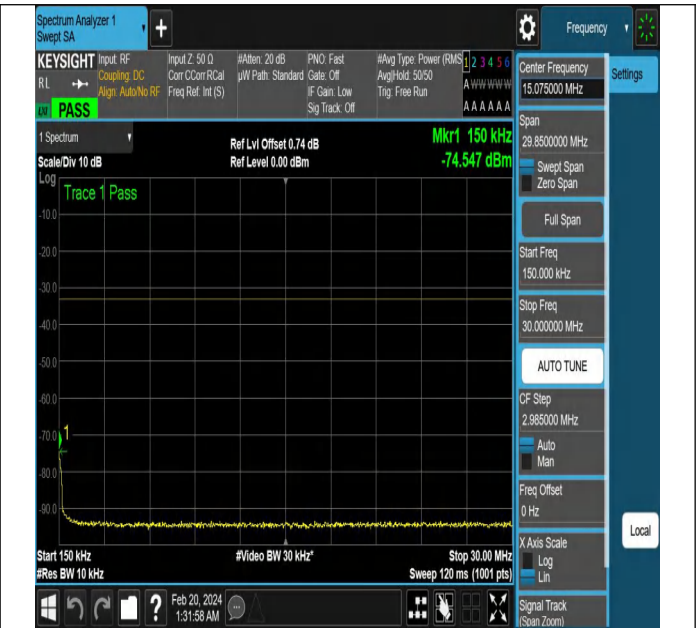 Spectrum Analyzer 1
Swept SA
+
Frequency
KEYSIGHT
RL
PASS
Input: RF
Coupling: DC
Align: Auto/No RF
Input Z: 50 Ω
Corr CCorr RCal
Freq Ref: Int (S)
#Atten: 20 dB
µW Path: Standard
PNO: Fast
Gate: Off
IF Gain: Low
Sig Track: Off
#Avg Type: Power (RMS
Avg|Hold: 50/50
Trig: Free Run
1 2 3 4 5 6
A W W W W W
A A A A A A
Center Frequency
15.075000 MHz
Settings
1 Spectrum
Scale/Div 10 dB
Ref Lvl Offset 0.74 dB
Ref Level 0.00 dBm
Mkr1 150 kHz
-74.547 dBm
Log
Trace 1 Pass
-10.0
-20.0
-30.0
-40.0
-50.0
-60.0
-70.0
-80.0
-90.0
1
Start 150 kHz
#Res BW 10 kHz
#Video BW 30 kHz*
Stop 30.00 MHz
Sweep 120 ms (1001 pts)
Span
29.8500000 MHz
Swept Span
Zero Span
Full Span
Start Freq
150.000 kHz
Stop Freq
30.000000 MHz
AUTO TUNE
CF Step
2.985000 MHz
Auto
Man
Freq Offset
0 Hz
X Axis Scale
Log
Lin
Local
Signal Track
(Span Zoom)
?
Feb 20, 2024
1:31:58 AM